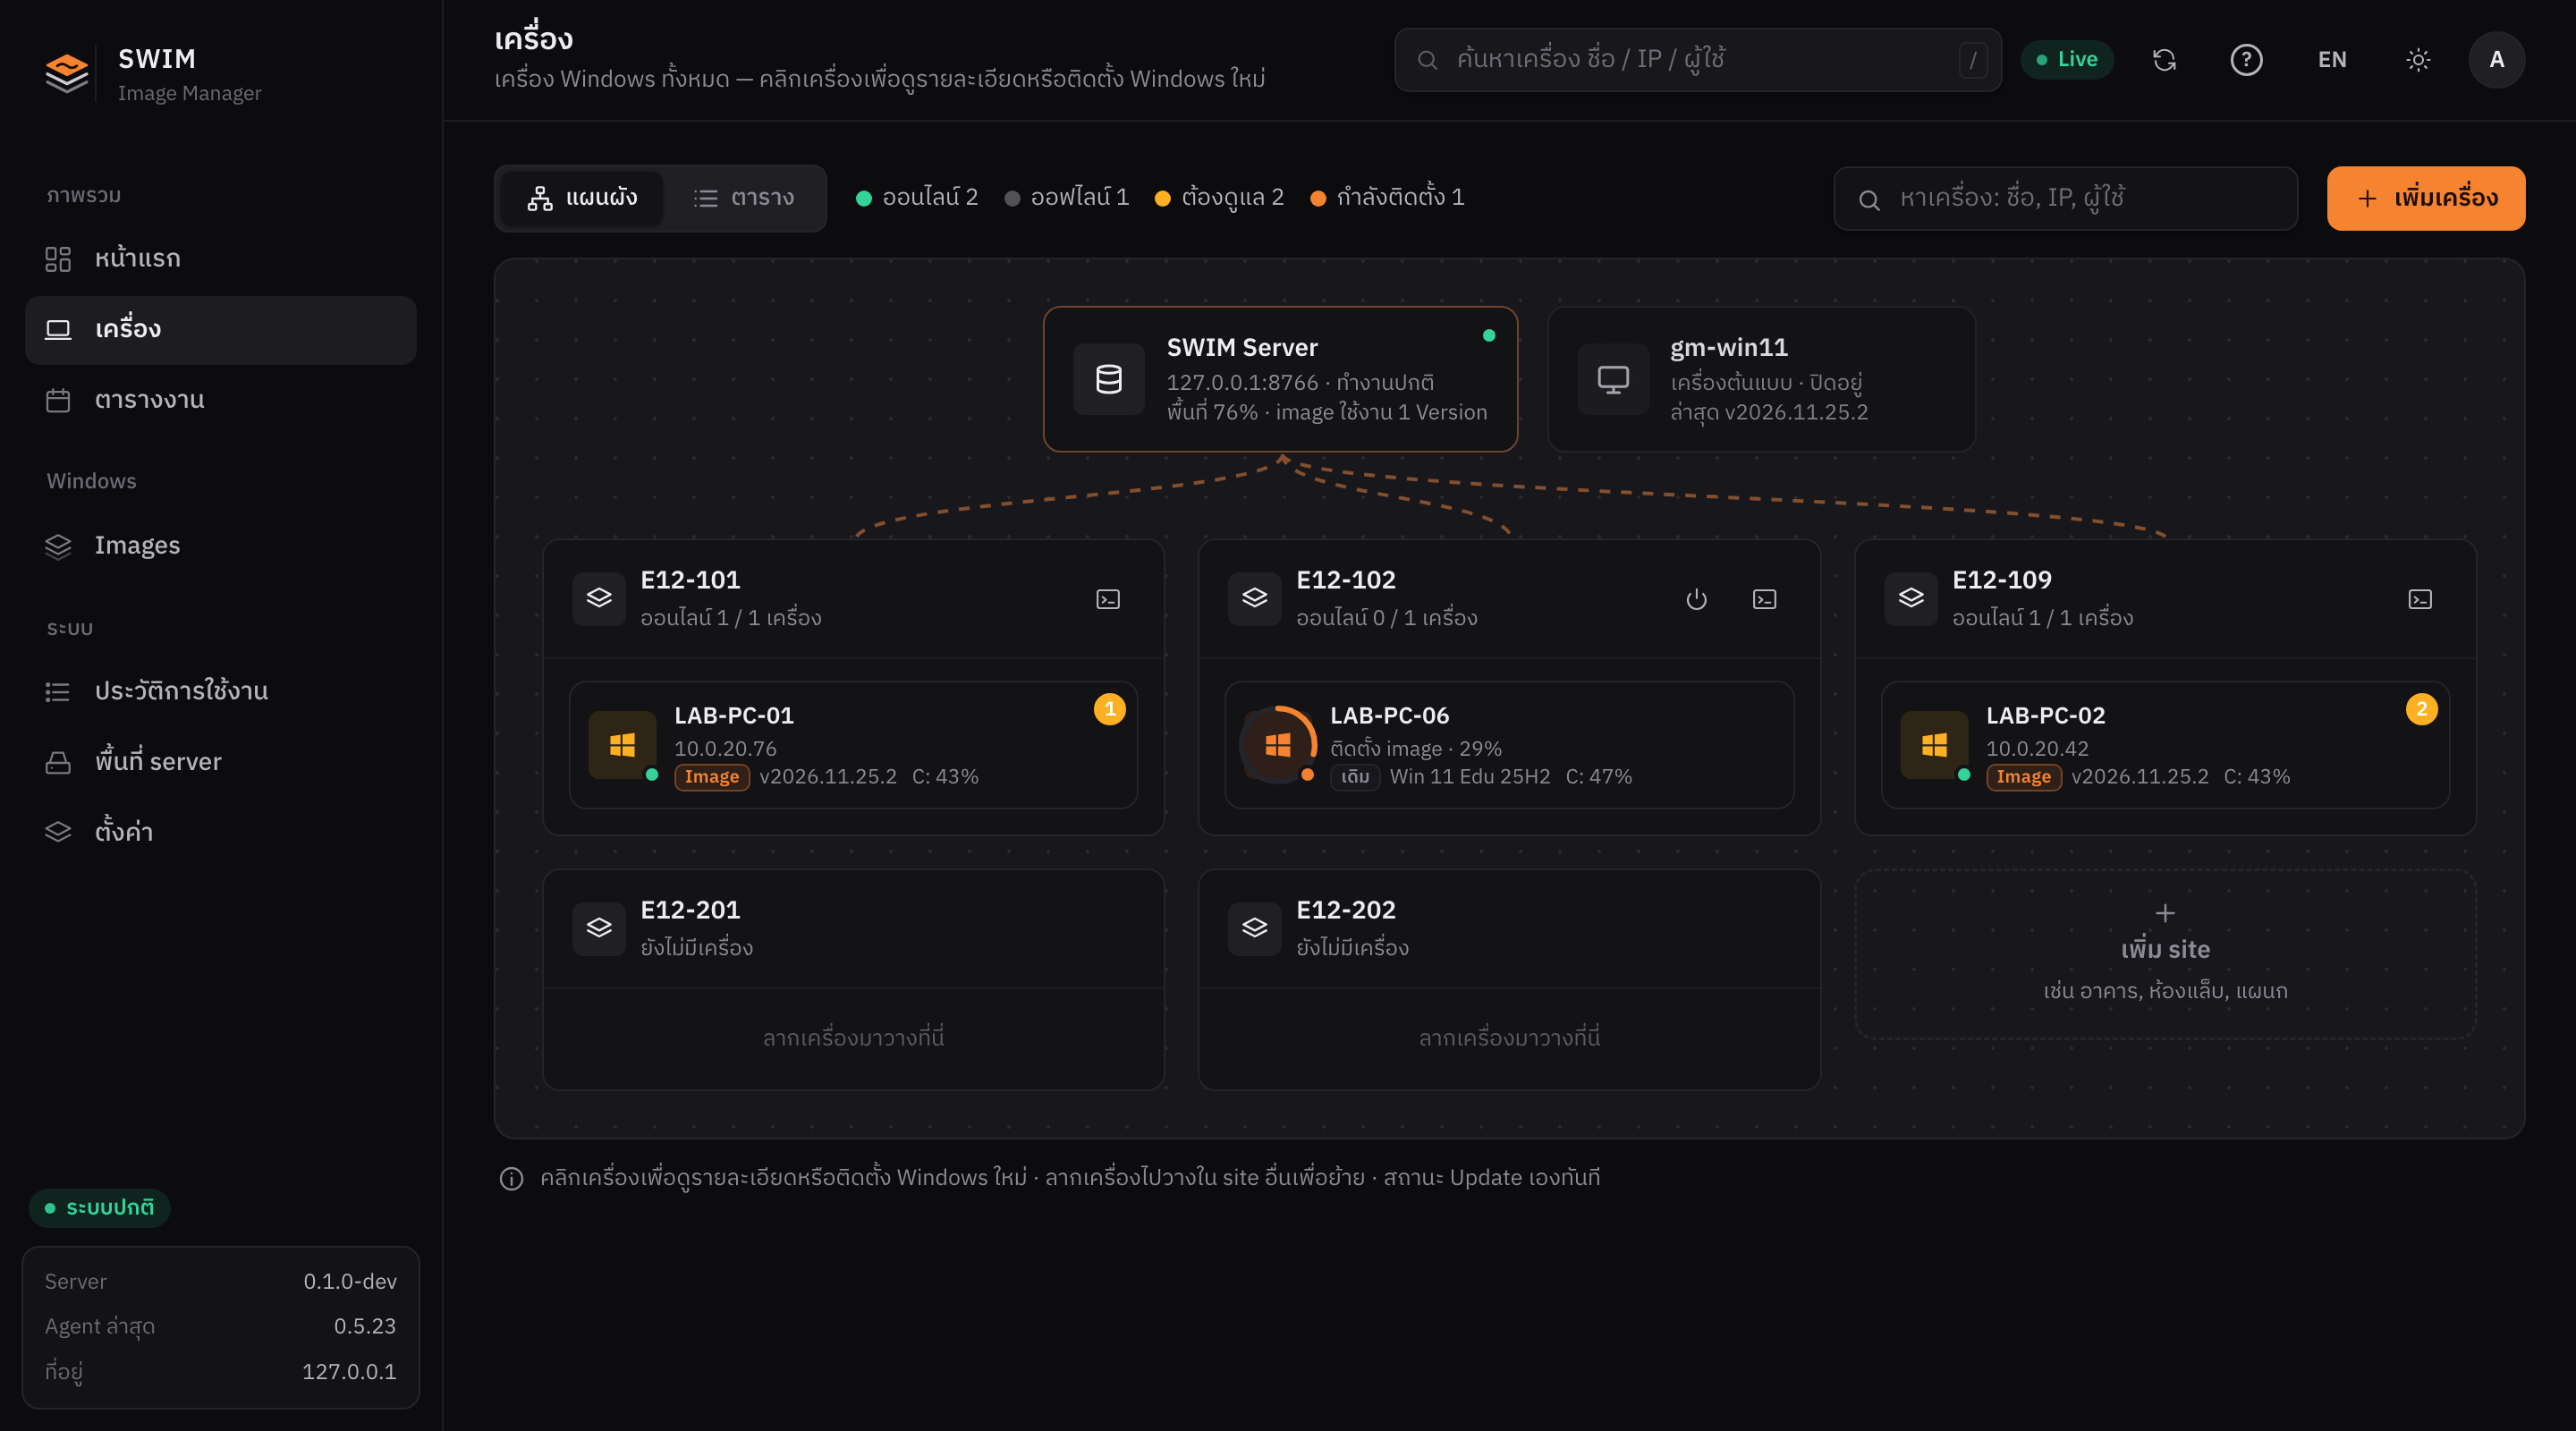 SWIM
Image Manager
ภาพรวม
หน้าแรก
เครื่อง
ตารางงาน
Windows
Images
ระบบ
ประวัติการใช้งาน
พื้นที่ server
ตั้งค่า
ระบบปกติ
Server 0.1.0-dev
Agent ล่าสุด 0.5.23
ที่อยู่ 127.0.0.1
เครื่อง
เครื่อง Windows ทั้งหมด — คลิกเครื่องเพื่อดูรายละเอียดหรือติดตั้ง Windows ใหม่
ค้นหาเครื่อง ชื่อ / IP / ผู้ใช้ /
Live
?
EN
A
แผนผัง
ตาราง
ออนไลน์ 2
ออฟไลน์ 1
ต้องดูแล 2
กำลังติดตั้ง 1
หาเครื่อง: ชื่อ, IP, ผู้ใช้
+ เพิ่มเครื่อง
SWIM Server
127.0.0.1:8766 · ทำงานปกติ
พื้นที่ 76% · image ใช้งาน 1 Version
gm-win11
เครื่องต้นแบบ · ปิดอยู่
ล่าสุด v2026.11.25.2
E12-101
ออนไลน์ 1 / 1 เครื่อง
LAB-PC-01
1
10.0.20.76
Image v2026.11.25.2 C: 43%
E12-102
ออนไลน์ 0 / 1 เครื่อง
LAB-PC-06
ติดตั้ง image · 29%
เดิม Win 11 Edu 25H2 C: 47%
E12-109
ออนไลน์ 1 / 1 เครื่อง
LAB-PC-02
2
10.0.20.42
Image v2026.11.25.2 C: 43%
E12-201
ยังไม่มีเครื่อง
ลากเครื่องมาวางที่นี่
E12-202
ยังไม่มีเครื่อง
ลากเครื่องมาวางที่นี่
+
เพิ่ม site
เช่น อาคาร, ห้องแล็บ, แผนก
คลิกเครื่องเพื่อดูรายละเอียดหรือติดตั้ง Windows ใหม่ · ลากเครื่องไปวางใน site อื่นเพื่อย้าย · สถานะ Update เองทันที